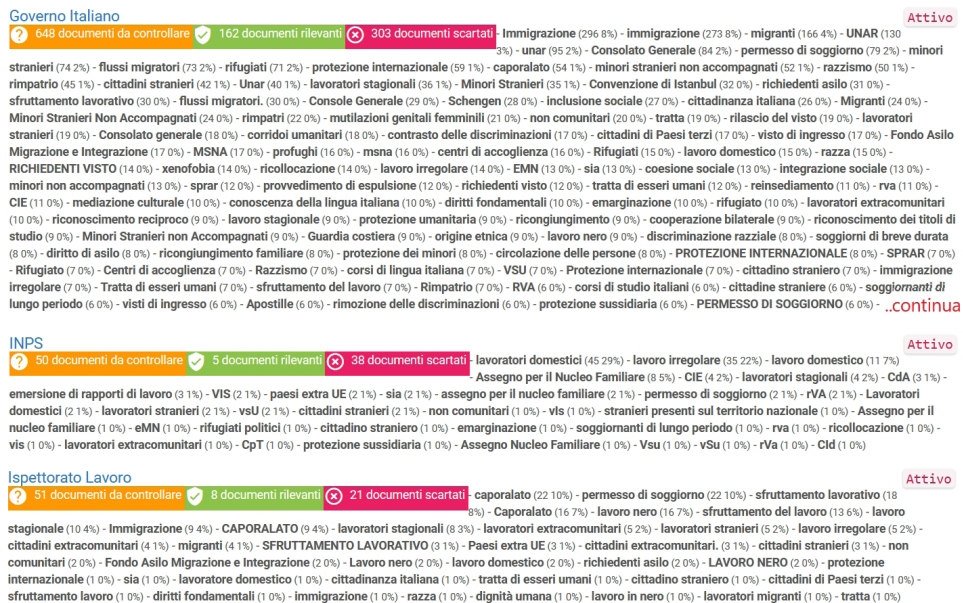 Governo Italiano
Attivo
648 documenti da controllare 162 documenti rilevanti 303 documenti scartati - Immigrazione (296 8%) - immigrazione (273 8%) - migranti (166 4%) - UNAR (130
3%) - unar (95 2%) - Consolato Generale (84 2%) - permesso di soggiorno (79 2%) - minori
stranieri (74 2%) - flussi migratori (73 2%) - rifugiati (71 2%) - protezione internazionale (59 1%) - caporalato (54 1%) - minori stranieri non accompagnati (52 1%) - razzismo (50 1%) -
rimpatrio (45 1%) - cittadini stranieri (42 1%) - Unar (40 1%) - lavoratori stagionali (36 1%) - Minori Stranieri (35 1%) - Convenzione di Istanbul (32 0%) - richiedenti asilo (31 0%) -
sfruttamento lavorativo (30 0%) - flussi migratori. (30 0%) - Console Generale (29 0%) - Schengen (28 0%) - inclusione sociale (27 0%) - cittadinanza italiana (26 0%) - Migranti (24 0%) -
Minori Stranieri Non Accompagnati (24 0%) - rimpatri (22 0%) - mutilazioni genitali femminili (21 0%) - non comunitari (20 0%) - tratta (19 0%) - rilascio del visto (19 0%) - lavoratori
stranieri (19 0%) - Consolato generale (18 0%) - corridoi umanitari (18 0%) - contrasto delle discriminazioni (17 0%) - cittadini di Paesi terzi (17 0%) - visto di ingresso (17 0%) - Fondo Asilo
Migrazione e Integrazione (17 0%) - MSNA (17 0%) - profughi (16 0%) - msna (16 0%) - centri di accoglienza (16 0%) - Rifugiati (15 0%) - lavoro domestico (15 0%) - razza (15 0%) -
RICHIEDENTI VISTO (14 0%) - xenofobia (14 0%) - ricollocazione (14 0%) - lavoro irregolare (14 0%) - EMN (13 0%) - sia (13 0%) - coesione sociale (13 0%) - integrazione sociale (13 0%) -
minori non accompagnati (13 0%) - sprar (12 0%) - provvedimento di espulsione (12 0%) - richiedenti visto (12 0%) - tratta di esseri umani (12 0%) - reinsediamento (11 0%) - rva (11 0%) -
CIE (11 0%) - mediazione culturale (10 0%) - conoscenza della lingua italiana (10 0%) - diritti fondamentali (10 0%) - emarginazione (10 0%) - rifugiato (10 0%) - lavoratori extracomunitari
(10 0%) - riconoscimento reciproco (9 0%) - lavoro stagionale (9 0%) - protezione umanitaria (9 0%) - ricongiungimento (9 0%) - cooperazione bilaterale (9 0%) - riconoscimento dei titoli di
studio (9 0%) - Minori Stranieri non Accompagnati (9 0%) - Guardia costiera (9 0%) - origine etnica (9 0%) - lavoro nero (9 0%) - discriminazione razziale (8 0%) - soggiorni di breve durata
(8 0%) - diritto di asilo (8 0%) - ricongiungimento familiare (8 0%) - protezione dei minori (8 0%) - circolazione delle persone (8 0%) - PROTEZIONE INTERNAZIONALE (8 0%) - SPRAR (7 0%)
- Rifugiato (7 0%) - Centri di accoglienza (7 0%) - Razzismo (7 0%) - corsi di lingua italiana (7 0%) - VSU (7 0%) - Protezione internazionale (7 0%) - cittadino straniero (7 0%) - immigrazione
irregolare (7 0%) - Tratta di esseri umani (7 0%) - sfruttamento del lavoro (7 0%) - Rimpatrio (7 0%) - RVA (6 0%) - corsi di studio italiani (6 0%) - cittadine straniere (6 0%) - soggiornanti di
lungo periodo (6 0%) - visti di ingresso (6 0%) - Apostille (6 0%) - rimozione delle discriminazioni (6 0%) - protezione sussidiaria (6 0%) - PERMESSO DI SOGGIORNO (6 0%) - ..continua
INPS
Attivo
50 documenti da controllare 5 documenti rilevanti 38 documenti scartati - lavoratori domestici (45 29%) - lavoro irregolare (35 22%) - lavoro domestico (11 7%)
- Assegno per il Nucleo Familiare (8 5%) - CIE (4 2%) - lavoratori stagionali (4 2%) - CdA (3 1%) -
emersione di rapporti di lavoro (3 1%) - VIS (2 1%) - paesi extra UE (2 1%) - sia (2 1%) - assegno per il nucleo familiare (2 1%) - permesso di soggiorno (2 1%) - rVA (2 1%) - Lavoratori
domestici (2 1%) - lavoratori stranieri (2 1%) - vsU (2 1%) - cittadini stranieri (2 1%) - non comunitari (1 0%) - vIs (1 0%) - stranieri presenti sul territorio nazionale (1 0%) - Assegno per il
nucleo familiare (1 0%) - eMN (1 0%) - rifugiati politici (1 0%) - cittadino straniero (1 0%) - emarginazione (1 0%) - soggiornanti di lungo periodo (1 0%) - rva (1 0%) - ricollocazione (1 0%) -
vis (1 0%) - lavoratori extracomunitari (1 0%) - CpT (1 0%) - protezione sussidiaria (1 0%) - Assegno Nucleo Familiare (1 0%) - Vsu (1 0%) - vSu (1 0%) - rVa (1 0%) - CId (1 0%)
Ispettorato Lavoro
Attivo
51 documenti da controllare 8 documenti rilevanti 21 documenti scartati - caporalato (22 10%) - permesso di soggiorno (22 10%) - sfruttamento lavorativo (18
8%) - Caporalato (16 7%) - lavoro nero (16 7%) - sfruttamento del lavoro (13 6%) - lavoro
stagionale (10 4%) - Immigrazione (9 4%) - CAPORALATO (9 4%) - lavoratori stagionali (8 3%) - lavoratori extracomunitari (5 2%) - lavoratori stranieri (5 2%) - lavoro irregolare (5 2%) -
cittadini extracomunitari (4 1%) - migranti (4 1%) - SFRUTTAMENTO LAVORATIVO (3 1%) - Paesi extra UE (3 1%) - cittadini extracomunitari. (3 1%) - cittadini stranieri (3 1%) - non
comunitari (2 0%) - Fondo Asilo Migrazione e Integrazione (2 0%) - Lavoro nero (2 0%) - lavoro domestico (2 0%) - richiedenti asilo (2 0%) - LAVORO NERO (2 0%) - protezione
internazionale (1 0%) - sia (1 0%) - lavoratore domestico (1 0%) - cittadinanza italiana (1 0%) - tratta di esseri umani (1 0%) - cittadino straniero (1 0%) - cittadini di Paesi terzi (1 0%) -
sfruttamento lavoro (1 0%) - diritti fondamentali (1 0%) - immigrazione (1 0%) - razza (1 0%) - dignità umana (1 0%) - lavoro in nero (1 0%) - lavoratori migranti (1 0%) - tratta (1 0%)